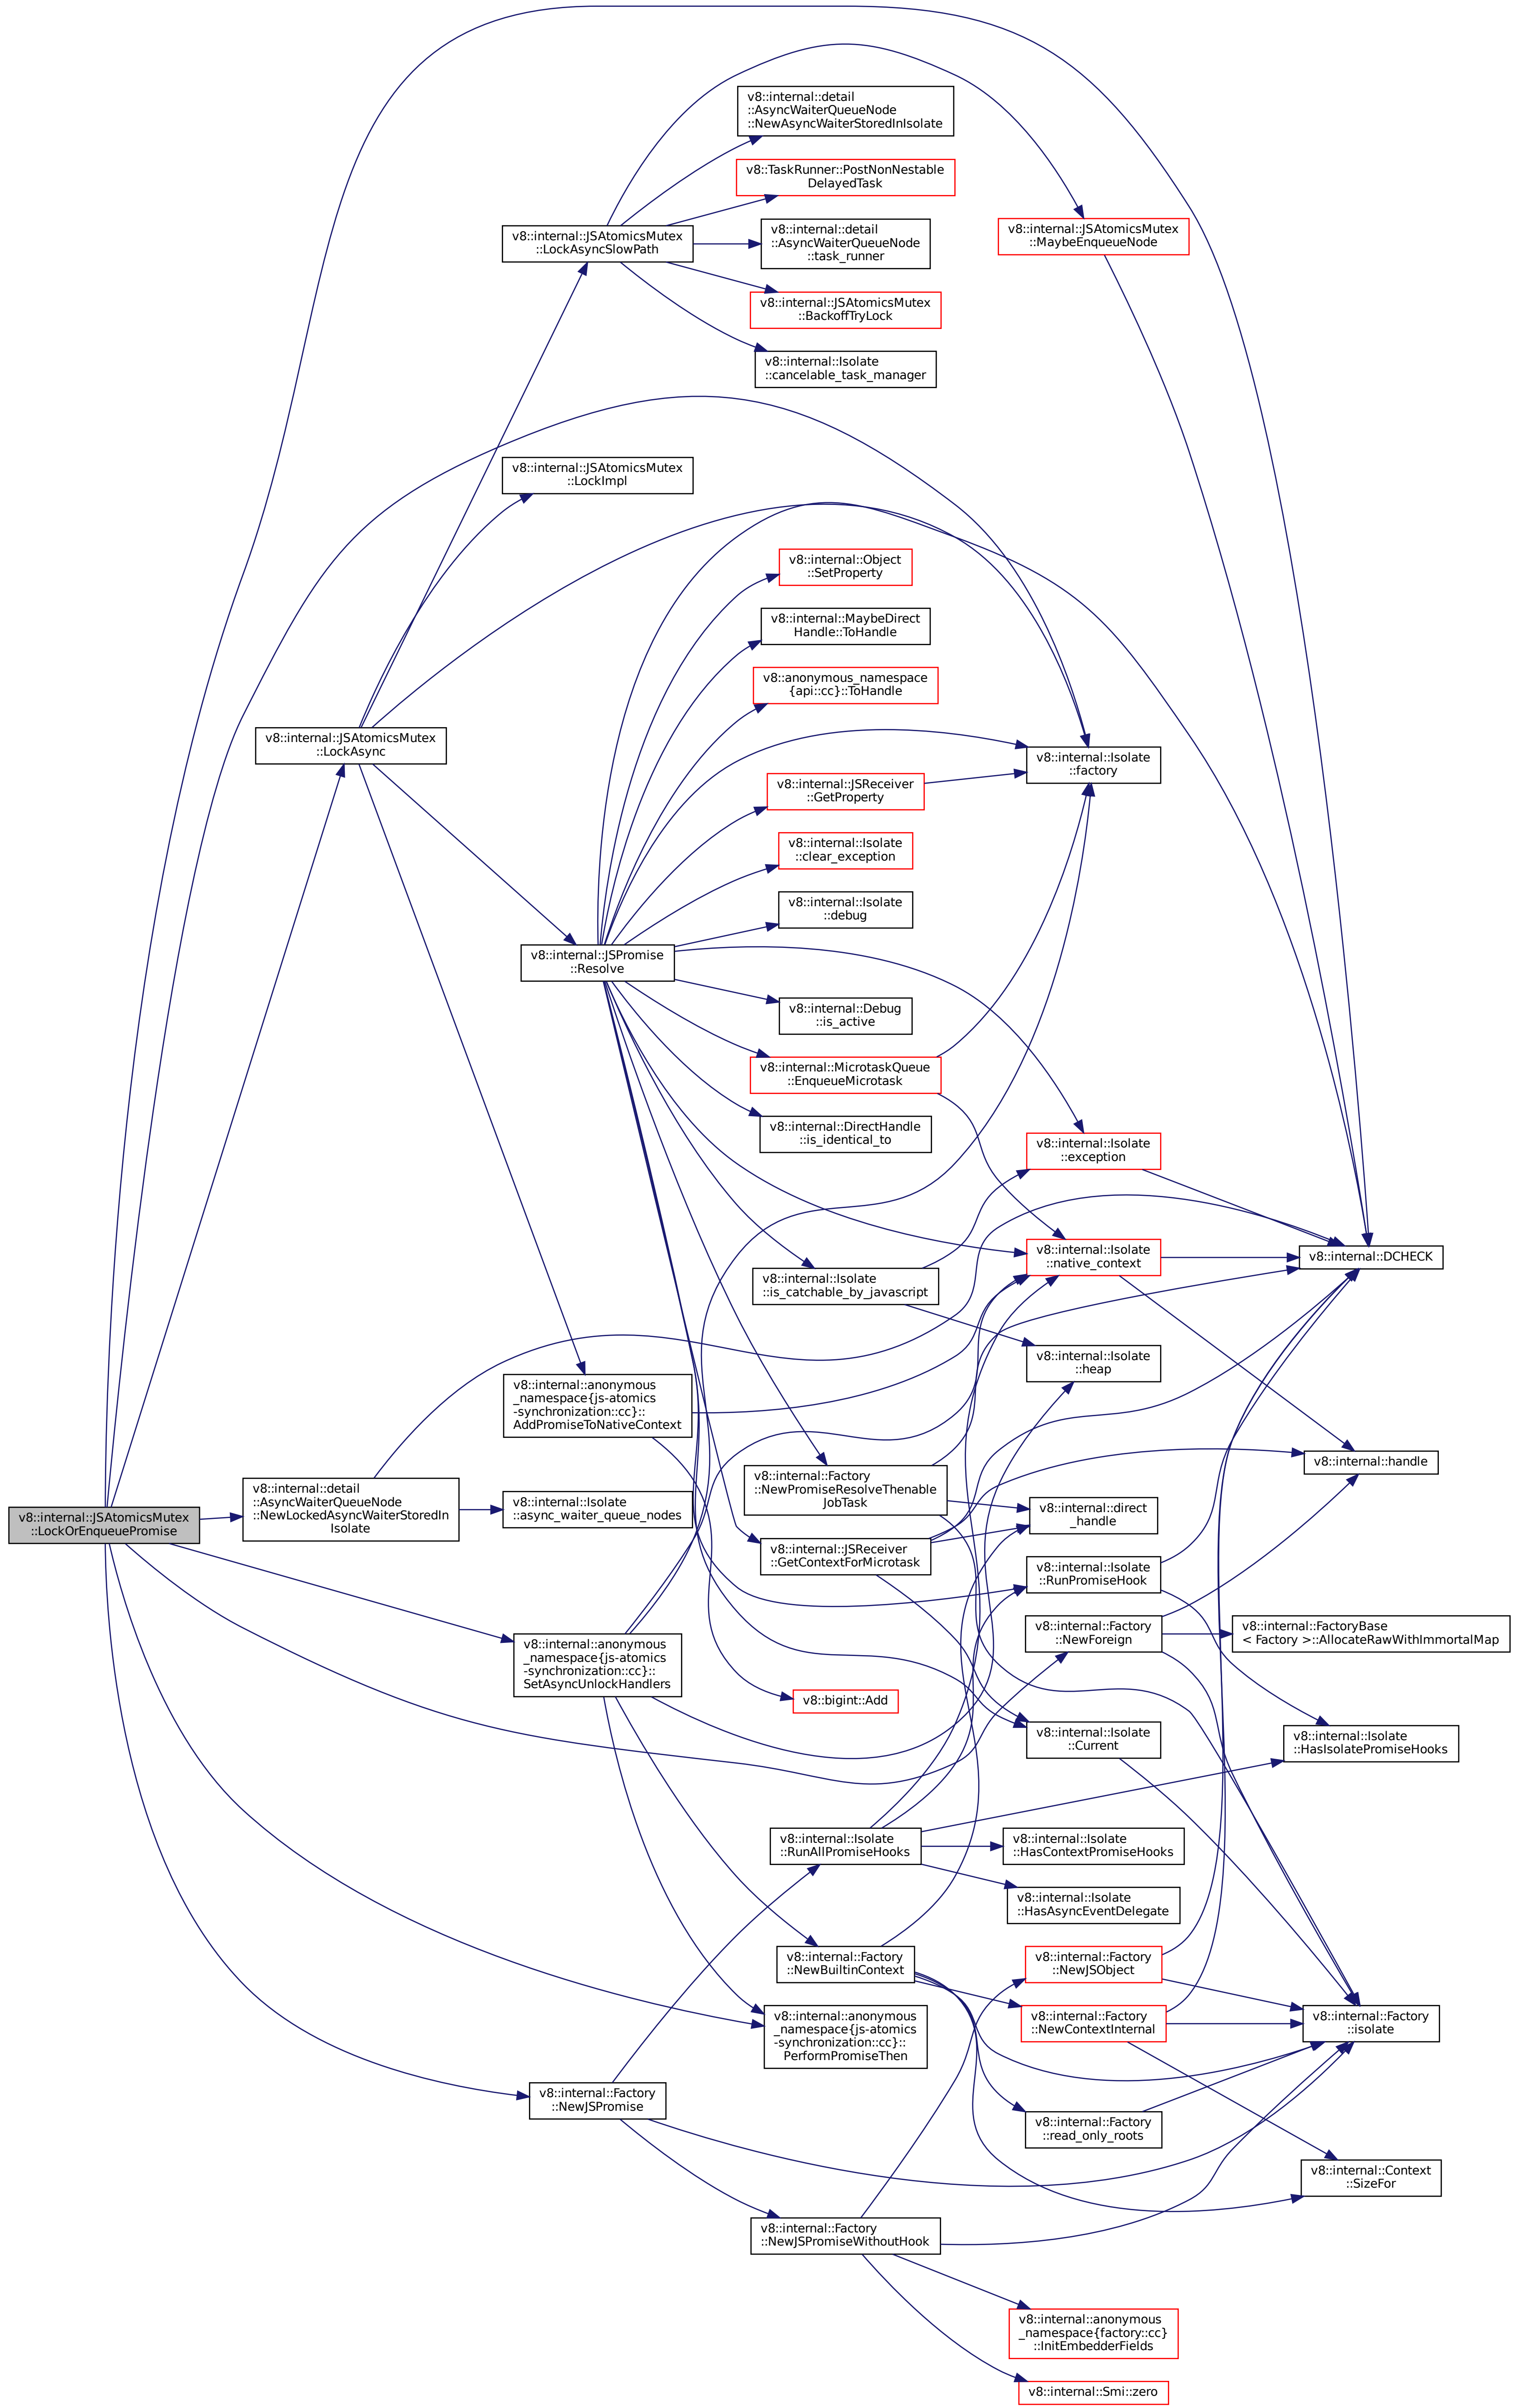 v8::internal::JSAtomicsMutex
::LockOrEnqueuePromise
v8::internal::JSAtomicsMutex
::LockAsync
v8::internal::detail
::AsyncWaiterQueueNode
::NewLockedAsyncWaiterStoredIn
Isolate
v8::internal::JSAtomicsMutex
::LockAsyncSlowPath
v8::internal::JSAtomicsMutex
::LockImpl
v8::internal::JSPromise
::Resolve
v8::internal::anonymous
_namespace{js-atomics
-synchronization::cc}::
AddPromiseToNativeContext
v8::internal::Isolate
::async_waiter_queue_nodes
v8::internal::anonymous
_namespace{js-atomics
-synchronization::cc}::
SetAsyncUnlockHandlers
v8::internal::Factory
::NewJSPromise
v8::internal::detail
::AsyncWaiterQueueNode
::NewAsyncWaiterStoredInIsolate
v8::TaskRunner::PostNonNestable
DelayedTask
v8::internal::detail
::AsyncWaiterQueueNode
::task_runner
v8::internal::JSAtomicsMutex
::BackoffTryLock
v8::internal::Isolate
::cancelable_task_manager
v8::internal::Object
::SetProperty
v8::internal::MaybeDirect
Handle::ToHandle
v8::anonymous_namespace
{api::cc}::ToHandle
v8::internal::JSReceiver
::GetProperty
v8::internal::Isolate
::clear_exception
v8::internal::Isolate
::debug
v8::internal::Debug
::is_active
v8::internal::MicrotaskQueue
::EnqueueMicrotask
v8::internal::DirectHandle
::is_identical_to
v8::internal::Isolate
::is_catchable_by_javascript
v8::internal::Factory
::NewPromiseResolveThenable
JobTask
v8::internal::JSReceiver
::GetContextForMicrotask
v8::bigint::Add
v8::internal::Isolate
::RunAllPromiseHooks
v8::internal::Factory
::NewBuiltinContext
v8::internal::anonymous
_namespace{js-atomics
-synchronization::cc}::
PerformPromiseThen
v8::internal::Factory
::NewJSPromiseWithoutHook
v8::internal::JSAtomicsMutex
::MaybeEnqueueNode
v8::internal::Isolate
::factory
v8::internal::Isolate
::exception
v8::internal::Isolate
::native_context
v8::internal::Isolate
::heap
v8::internal::direct
_handle
v8::internal::Isolate
::RunPromiseHook
v8::internal::Factory
::NewForeign
v8::internal::Isolate
::Current
v8::internal::Isolate
::HasContextPromiseHooks
v8::internal::Isolate
::HasAsyncEventDelegate
v8::internal::Factory
::NewJSObject
v8::internal::Factory
::NewContextInternal
v8::internal::Factory
::read_only_roots
v8::internal::anonymous
_namespace{factory::cc}
::InitEmbedderFields
v8::internal::Smi::zero
v8::internal::DCHECK
v8::internal::handle
v8::internal::FactoryBase
< Factory >::AllocateRawWithImmortalMap
v8::internal::Isolate
::HasIsolatePromiseHooks
v8::internal::Factory
::isolate
v8::internal::Context
::SizeFor